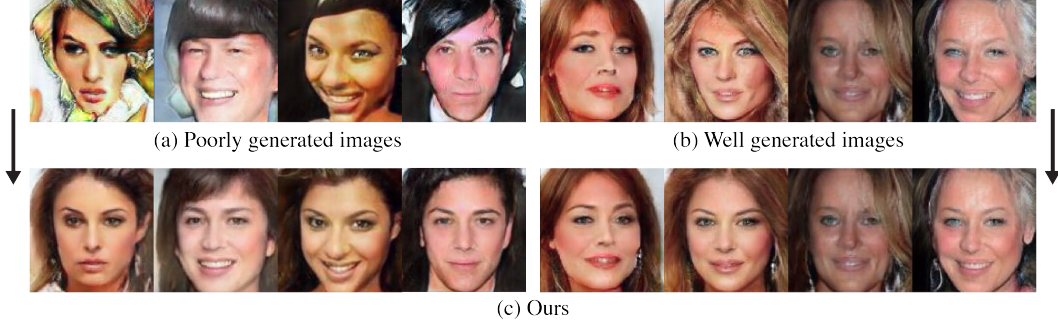 (a) Poorly generated images
(b) Well generated images
(c) Ours